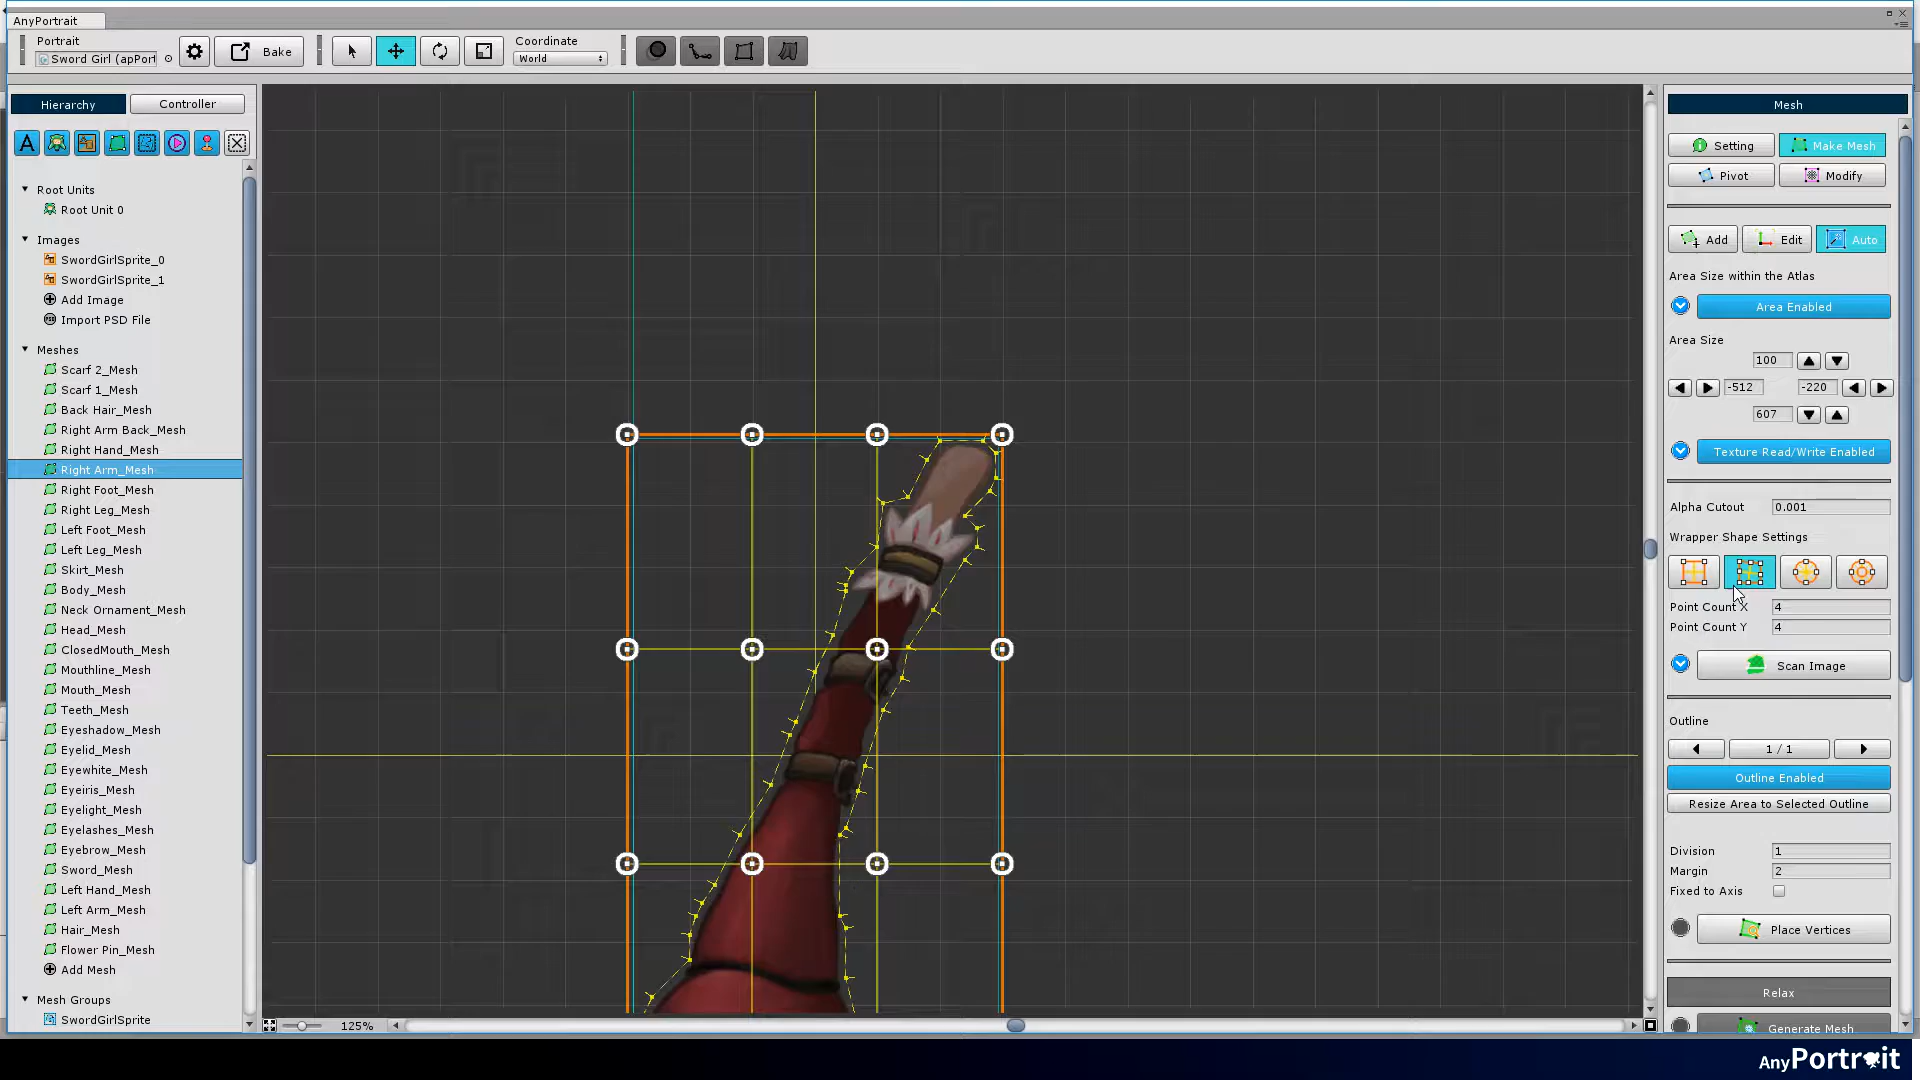 AnyPortrait
Portrait
Sword Girl (apPort
Bake
Coordinate
World
Hierarchy
Controller
Root Units
Root Unit 0
Images
SwordGirlSprite_0
SwordGirlSprite_1
Add Image
Import PSD File
Meshes
Scarf 2_Mesh
Scarf 1_Mesh
Back Hair_Mesh
Right Arm Back_Mesh
Right Hand_Mesh
Right Arm_Mesh
Right Foot_Mesh
Right Leg_Mesh
Left Foot_Mesh
Left Leg_Mesh
Skirt_Mesh
Body_Mesh
Neck Ornament_Mesh
Head_Mesh
ClosedMouth_Mesh
Mouthline_Mesh
Mouth_Mesh
Teeth_Mesh
Eyeshadow_Mesh
Eyelid_Mesh
Eyewhite_Mesh
Eyeiris_Mesh
Eyelight_Mesh
Eyelashes_Mesh
Eyebrow_Mesh
Sword_Mesh
Left Hand_Mesh
Left Arm_Mesh
Hair_Mesh
Flower Pin_Mesh
Add Mesh
Mesh Groups
SwordGirlSprite
125%
Mesh
Setting
Make Mesh
Pivot
Modify
Add
Edit
Auto
Area Size within the Atlas
Area Enabled
Area Size
100
-512
-220
607
Texture Read/Write Enabled
Alpha Cutout
0.001
Wrapper Shape Settings
Point Count X
4
Point Count Y
4
Scan Image
Outline
1 / 1
Outline Enabled
Resize Area to Selected Outline
Division
1
Margin
2
Fixed to Axis
Place Vertices
Relax
Generate Mesh
AnyPortrait